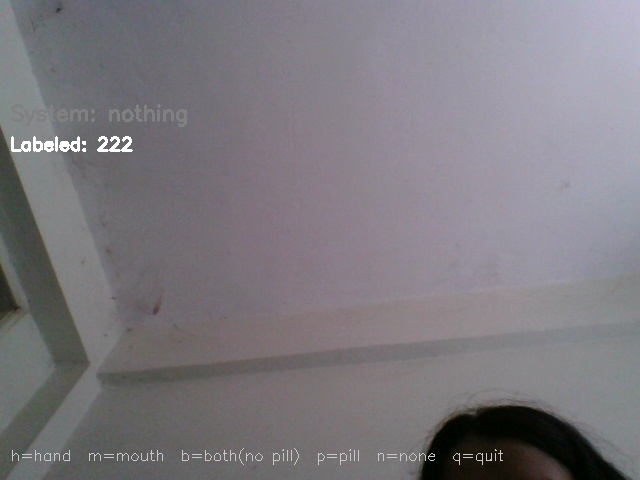 System: nothing
Labeled: 222
h=hand m=mouth b=both(no pill) p=pill n=none q=quit